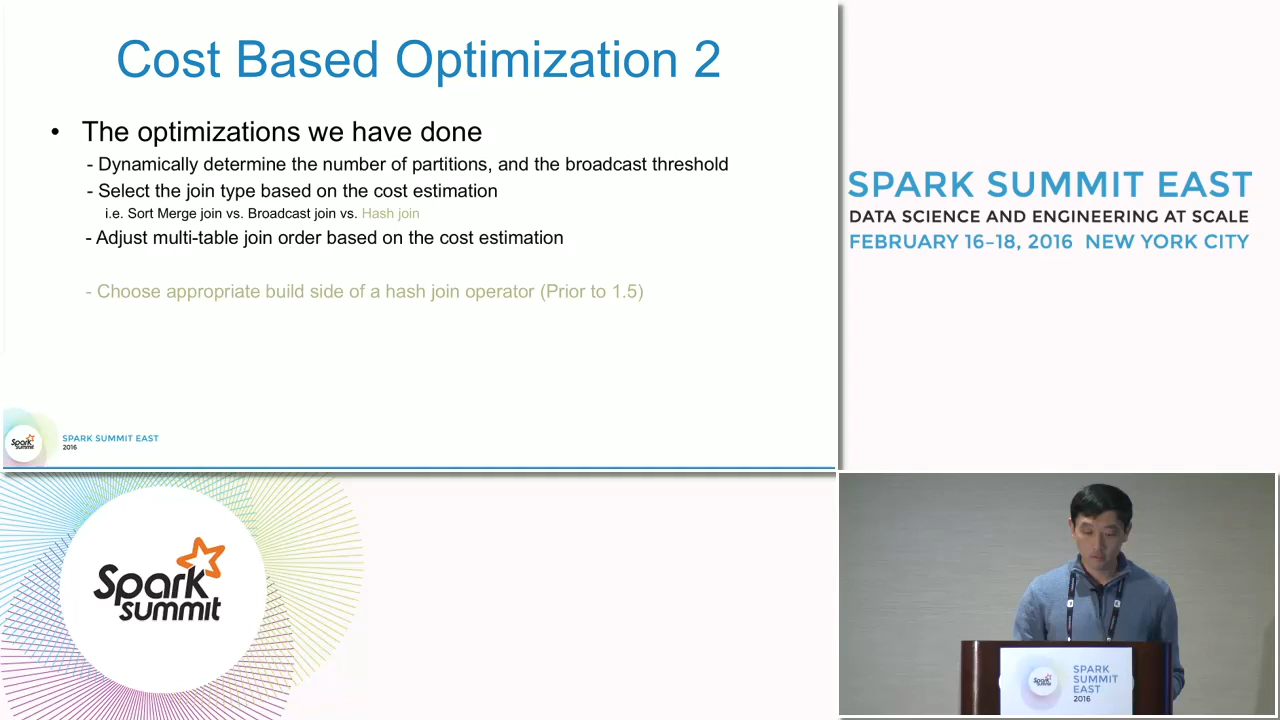 Cost Based Optimization 2
• The optimizations we have done
- Dynamically determine the number of partitions, and the broadcast threshold
- Select the join type based on the cost estimation
i.e. Sort Merge join vs. Broadcast join vs. Hash join
- Adjust multi-table join order based on the cost estimation
- Choose appropriate build side of a hash join operator (Prior to 1.5)
Spark
Summit
SPARK SUMMIT EAST
2016
SPARK SUMMIT EAST
DATA SCIENCE AND ENGINEERING AT SCALE
FEBRUARY 16–18, 2016 NEW YORK CITY
Spark
Summit
Spark
Summit
SPARK
SUMMIT
EAST
2016